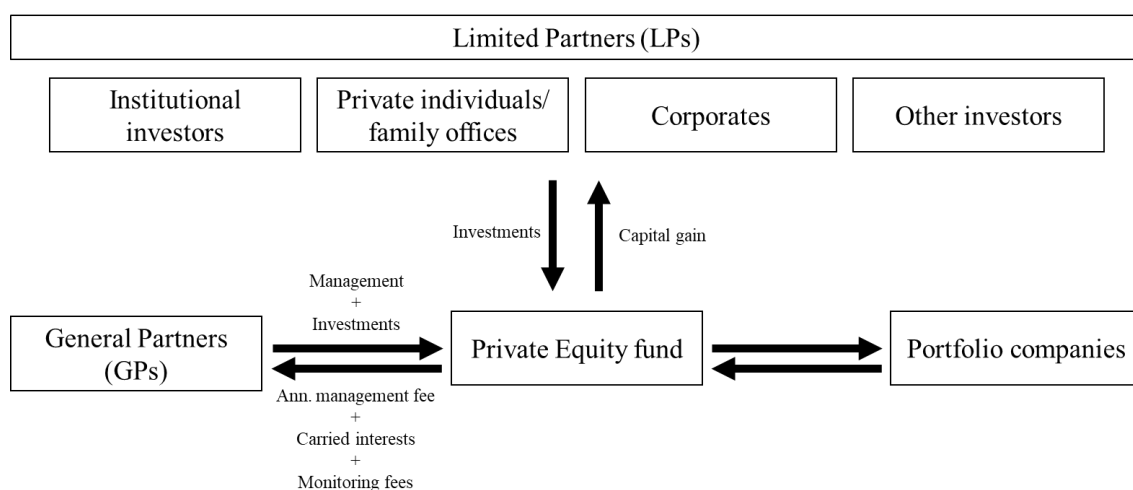 Limited Partners (LPs)
Institutional
investors
Private individuals/
family offices
Corporates
Other investors
Investments
Capital gain
Management
+
Investments
General Partners
(GPs)
Private Equity fund
Portfolio companies
Ann. management fee
+
Carried interests
+
Monitoring fees